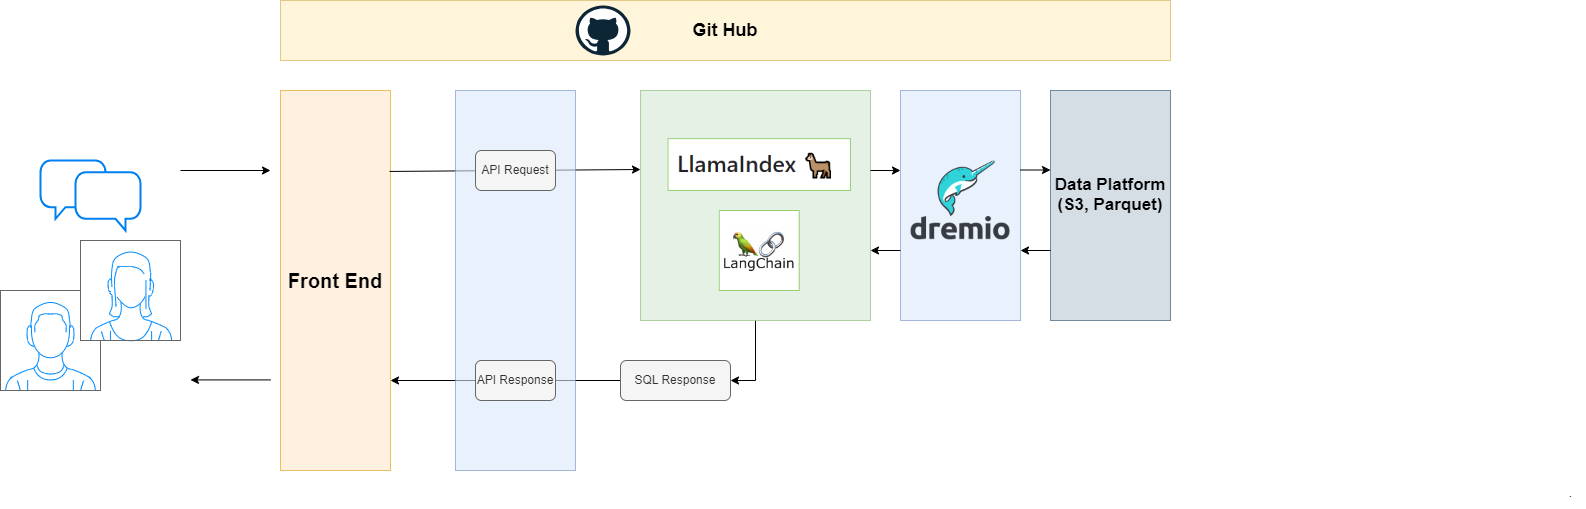 Git Hub
API Request
LlamaIndex
dremio
Data Platform
(S3, Parquet)
LangChain
Front End
API Response
SQL Response